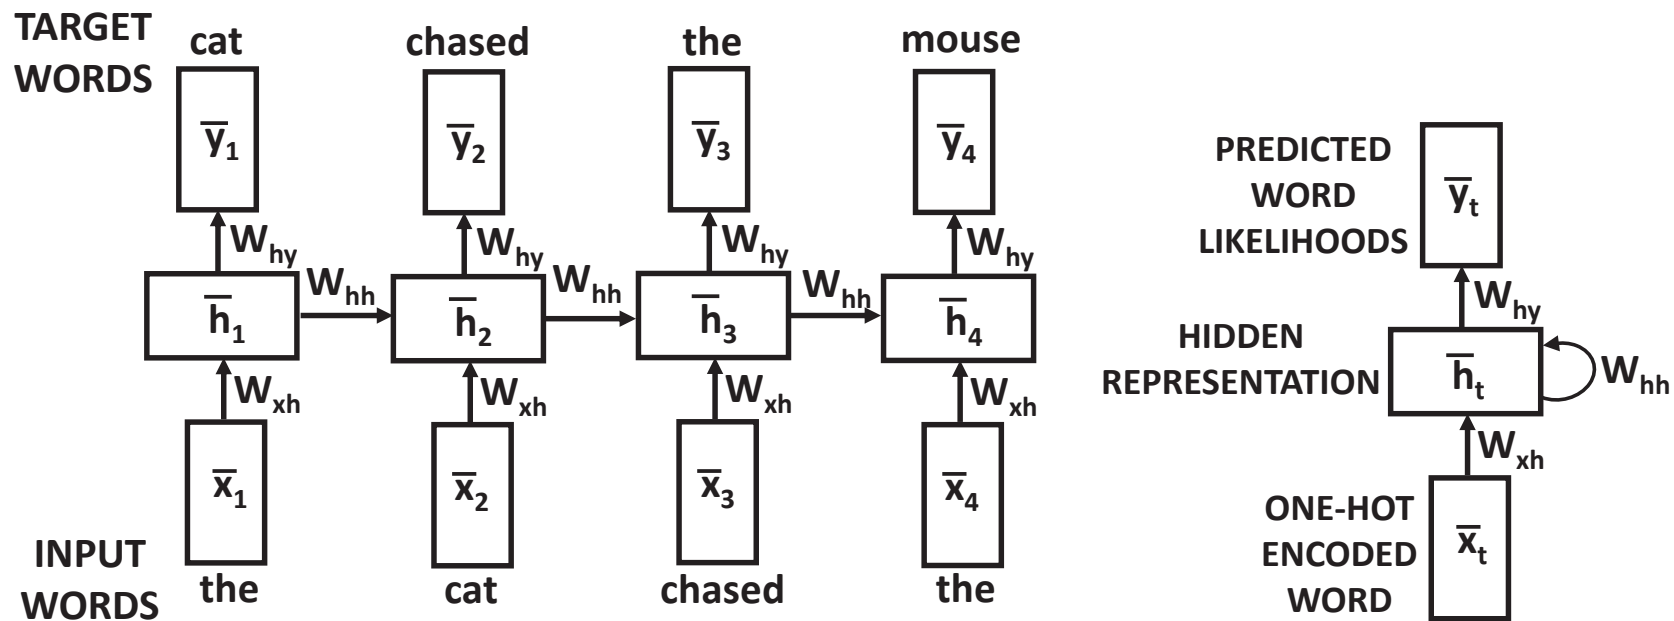 TARGET
WORDS
cat chased the mouse
y̅1 y̅2 y̅3 y̅4
Why Why Why Why
Whh Whh Whh
h̅1 h̅2 h̅3 h̅4
Wxh Wxh Wxh Wxh
x̅1 x̅2 x̅3 x̅4
INPUT
WORDS
the cat chased the
PREDICTED
WORD
LIKELIHOODS
y̅t
Why
HIDDEN
REPRESENTATION
h̅t
Whh
Wxh
ONE-HOT
ENCODED
WORD
x̅t